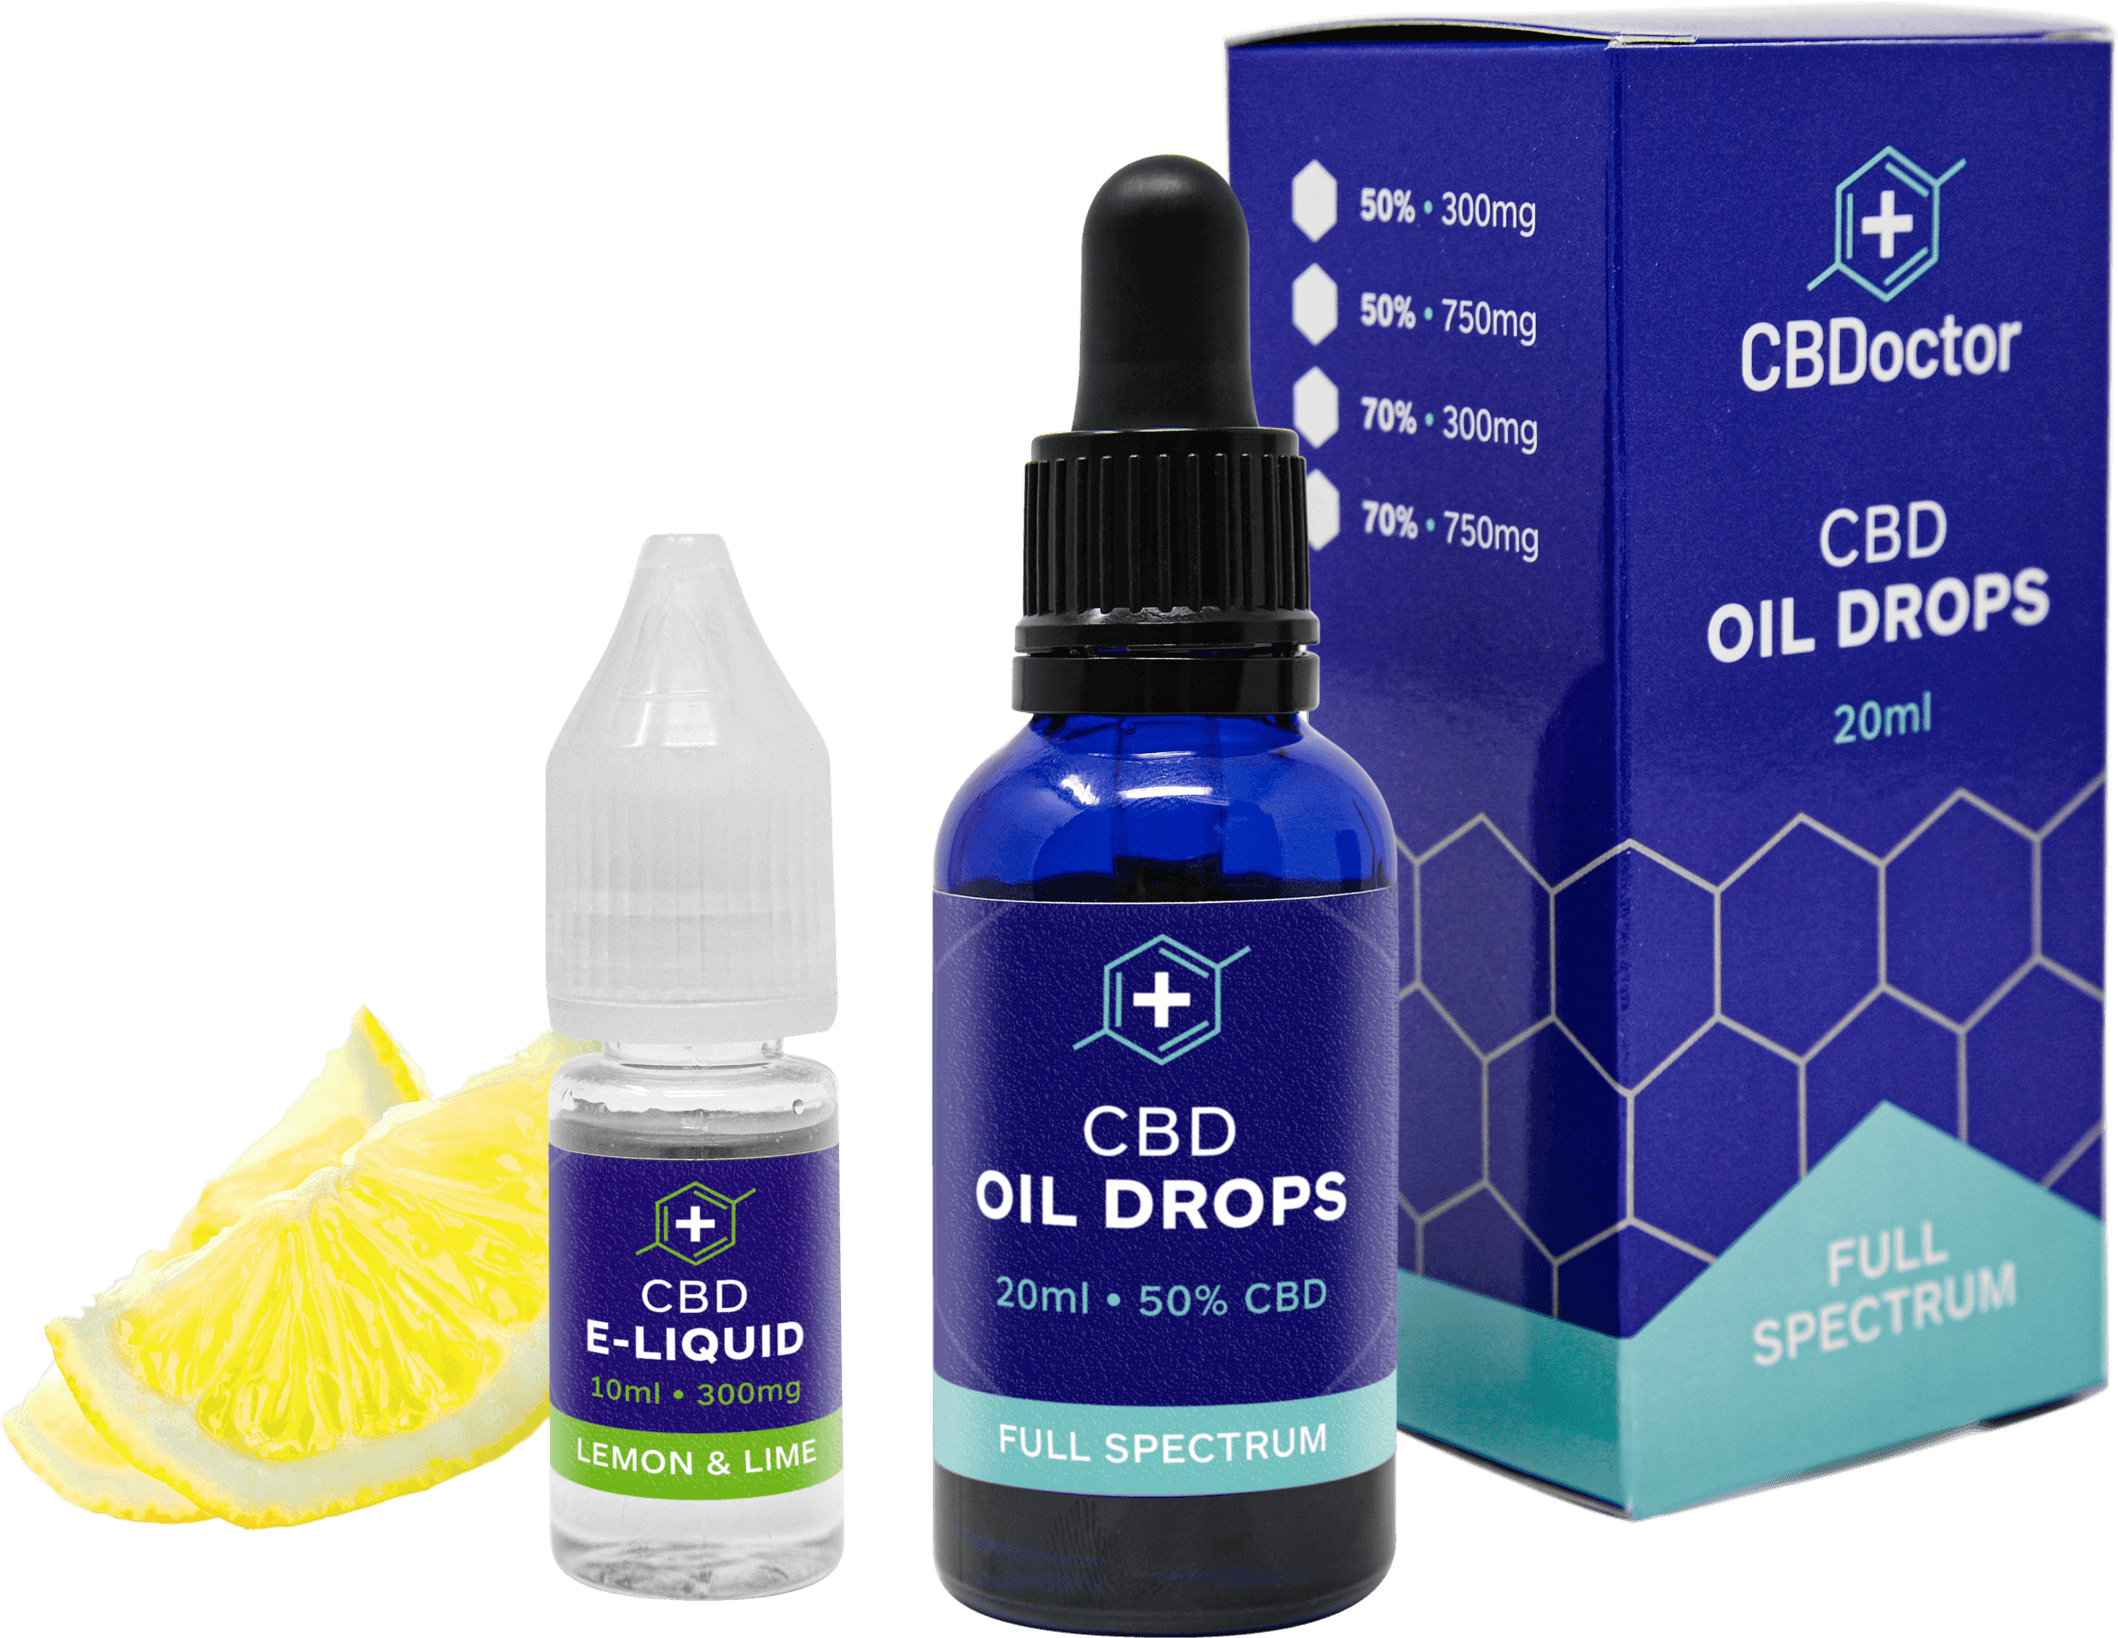 50% • 300mg
50% • 750mg
70% • 300mg
70% • 750mg
CBDoctor
CBD
OIL DROPS
20ml
FULL
SPECTRUM
CBD
OIL DROPS
20ml • 50% CBD
FULL SPECTRUM
CBD
E-LIQUID
10ml • 300mg
LEMON & LIME